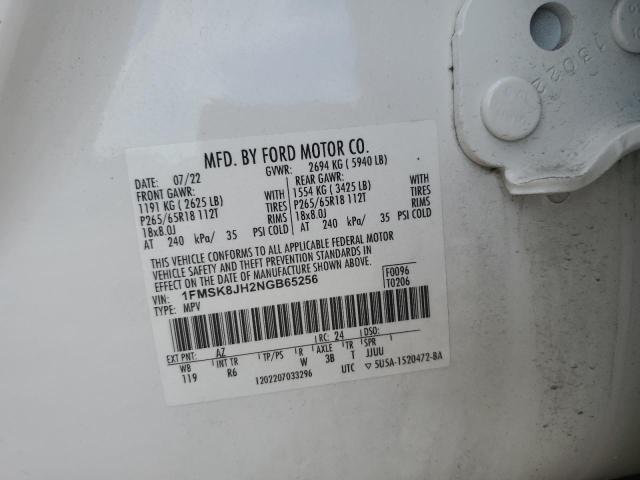 MFD. BY FORD MOTOR CO.
DATE: 07/22 GVWR: 2694 KG ( 5940 LB)
FRONT GAWR: REAR GAWR:
1191 KG ( 2625 LB) 1554 KG ( 3425 LB)
P265/65R18 112T TIRES P265/65R18 112T TIRES
18x8.0J RIMS 18x8.0J RIMS
AT 240 kPa/ 35 PSI COLD AT 240 kPa/ 35 PSI COLD
THIS VEHICLE CONFORMS TO ALL APPLICABLE FEDERAL MOTOR
VEHICLE SAFETY AND THEFT PREVENTION STANDARDS IN
EFFECT ON THE DATE OF MANUFACTURE SHOWN ABOVE.
VIN: 1FMSK8JH2NGB65256 F0096
TYPE: MPV T0206
EXT PNT: AZ RC: 24 DSO:
WB INT TR TP/PS R AXLE TR SPR
119 R6 W 3B T JJUU
1202207033296 UTC 5U5A-1520472-8A
13022